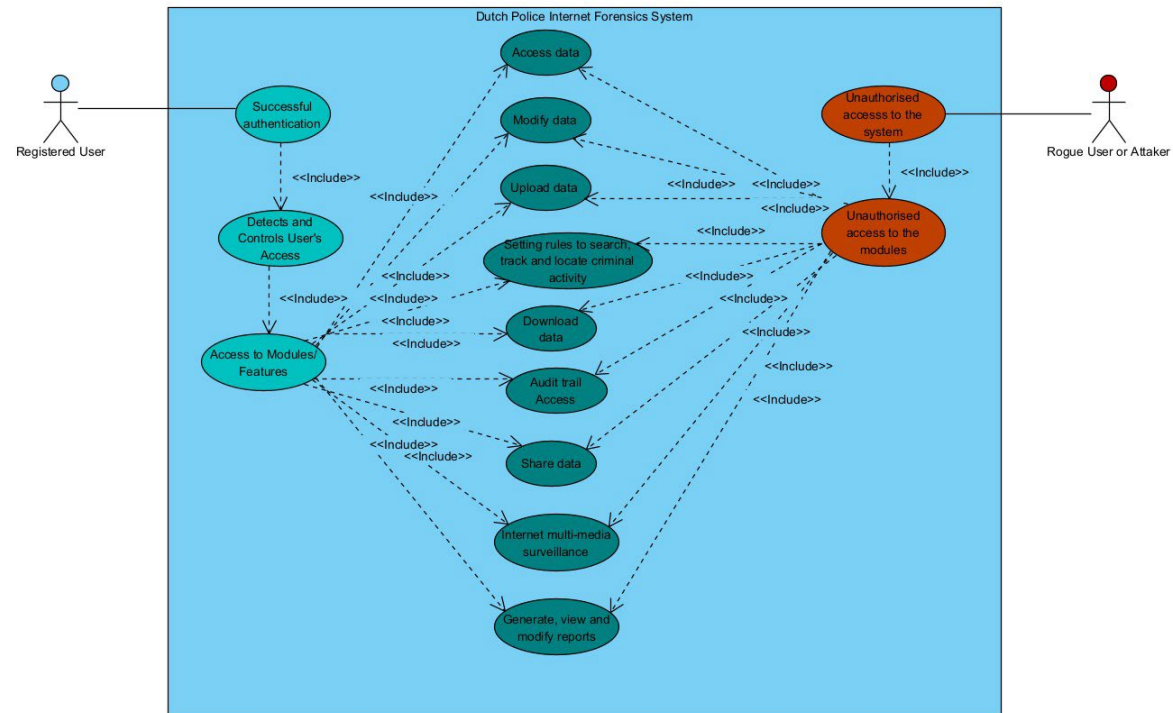 Dutch Police Internet Forensics System
Access data
Successful
authentication
Unauthorised
accesss to the
system
Modify data
Registered User
Rogue User or Attaker
<<Include>>
<<Include>>
Upload data
<<Include>>
<<Include>>
<<Include>>
<<Include>>
Detects and
Controls User's
Access
Unauthorised
access to the
modules
Setting rules to search,
track and locate criminal
activity
<<Include>>
<<Include>>
<<Include>>
<<Include>>
<<Include>>
<<Include>>
<<Include>>
Download
data
<<Include>>
<<Include>>
Access to Modules/
Features
<<Include>>
Audit trail
Access
<<Include>>
<<Include>>
<<Include>>
<<Include>>
<<Include>>
Share data
Internet multi-media
surveillance
Generate, view and
modify reports